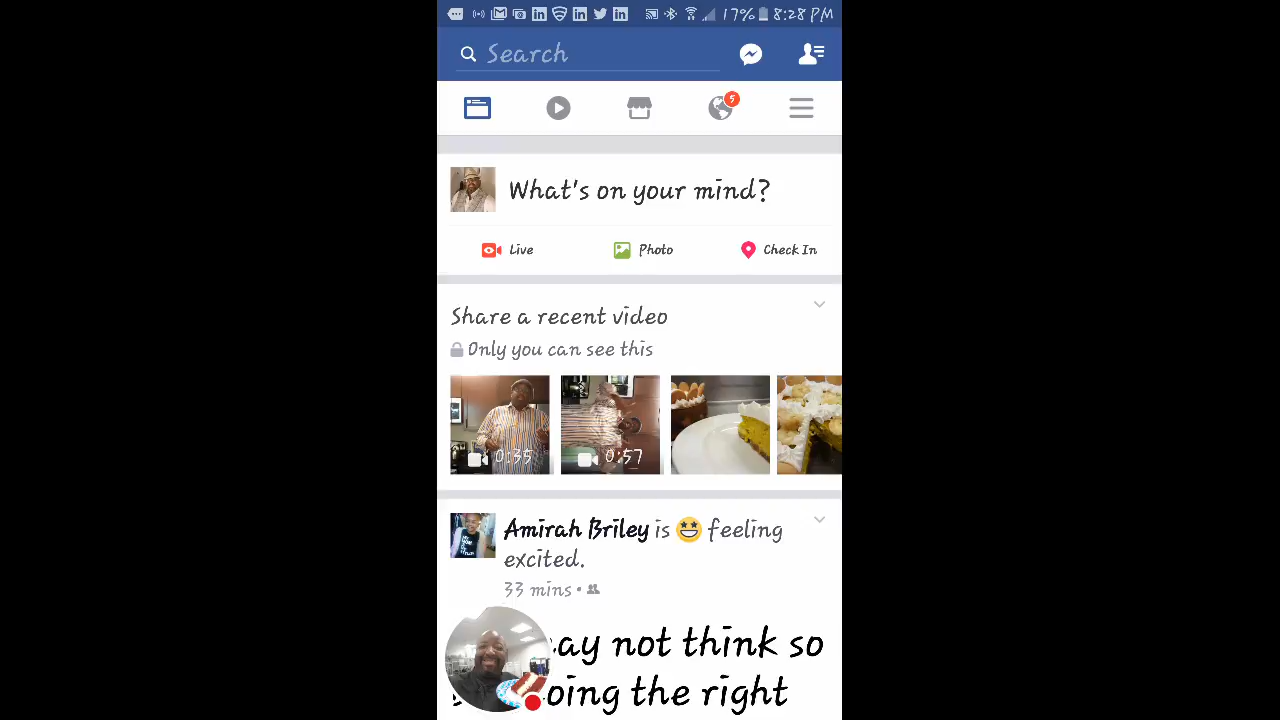 17% 8:28 PM
Search
5
What's on your mind?
Live Photo Check In
Share a recent video
Only you can see this
0:35 0:57
Amirah Briley is feeling
excited.
33 mins •
not think so
the right